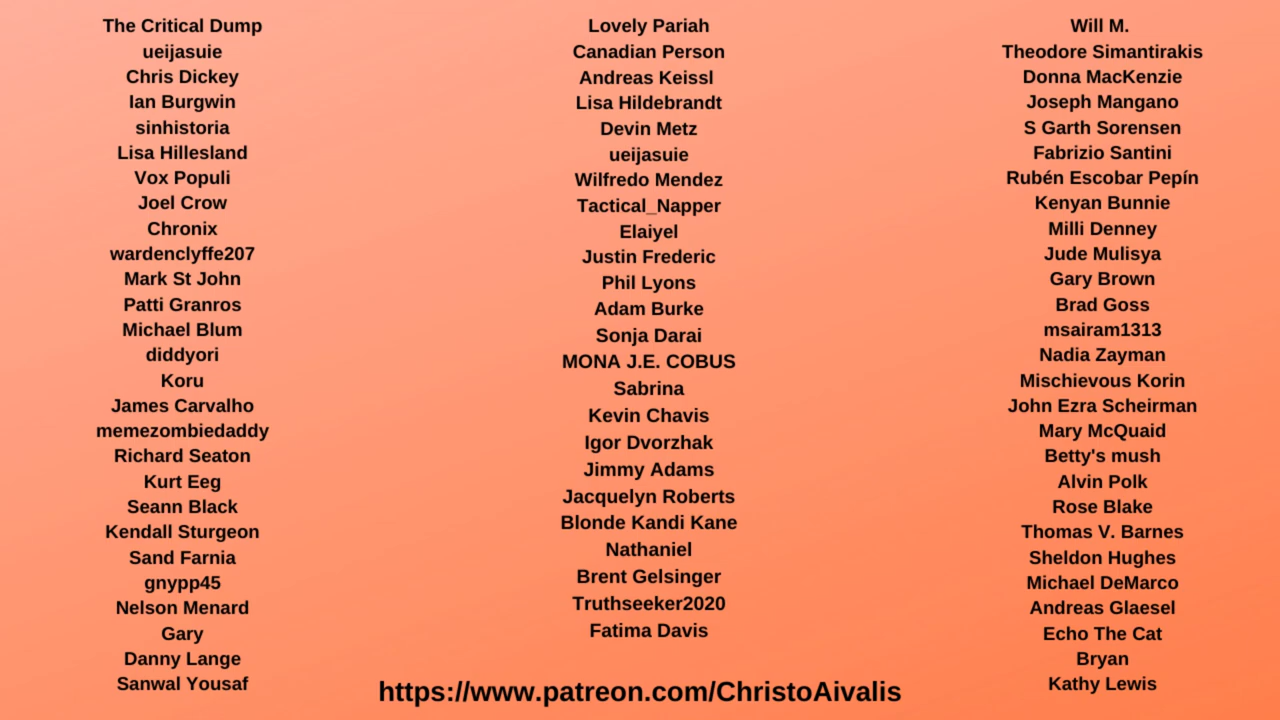 The Critical Dump
ueijasuie
Chris Dickey
Ian Burgwin
sinhistoria
Lisa Hillesland
Vox Populi
Joel Crow
Chronix
wardenclyffe207
Mark St John
Patti Granros
Michael Blum
diddyori
Koru
James Carvalho
memezombiedaddy
Richard Seaton
Kurt Eeg
Seann Black
Kendall Sturgeon
Sand Farnia
gnypp45
Nelson Menard
Gary
Danny Lange
Sanwal Yousaf
Lovely Pariah
Canadian Person
Andreas Keissl
Lisa Hildebrandt
Devin Metz
ueijasuie
Wilfredo Mendez
Tactical_Napper
Elaiyel
Justin Frederic
Phil Lyons
Adam Burke
Sonja Darai
MONA J.E. COBUS
Sabrina
Kevin Chavis
Igor Dvorzhak
Jimmy Adams
Jacquelyn Roberts
Blonde Kandi Kane
Nathaniel
Brent Gelsinger
Truthseeker2020
Fatima Davis
Will M.
Theodore Simantirakis
Donna MacKenzie
Joseph Mangano
S Garth Sorensen
Fabrizio Santini
Rubén Escobar Pepín
Kenyan Bunnie
Milli Denney
Jude Mulisya
Gary Brown
Brad Goss
msairam1313
Nadia Zayman
Mischievous Korin
John Ezra Scheirman
Mary McQuaid
Betty's mush
Alvin Polk
Rose Blake
Thomas V. Barnes
Sheldon Hughes
Michael DeMarco
Andreas Glaesel
Echo The Cat
Bryan
Kathy Lewis
https://www.patreon.com/ChristoAivalis